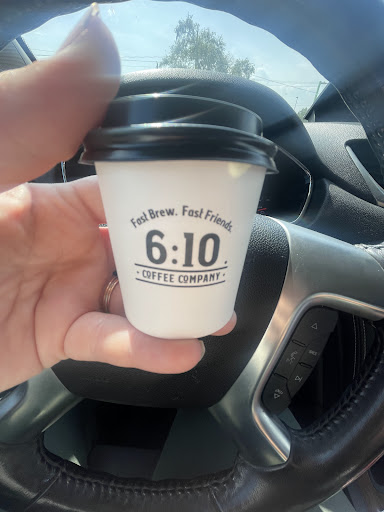 Fast Brew. Fast Friends.
6:10
· COFFEE COMPANY ·